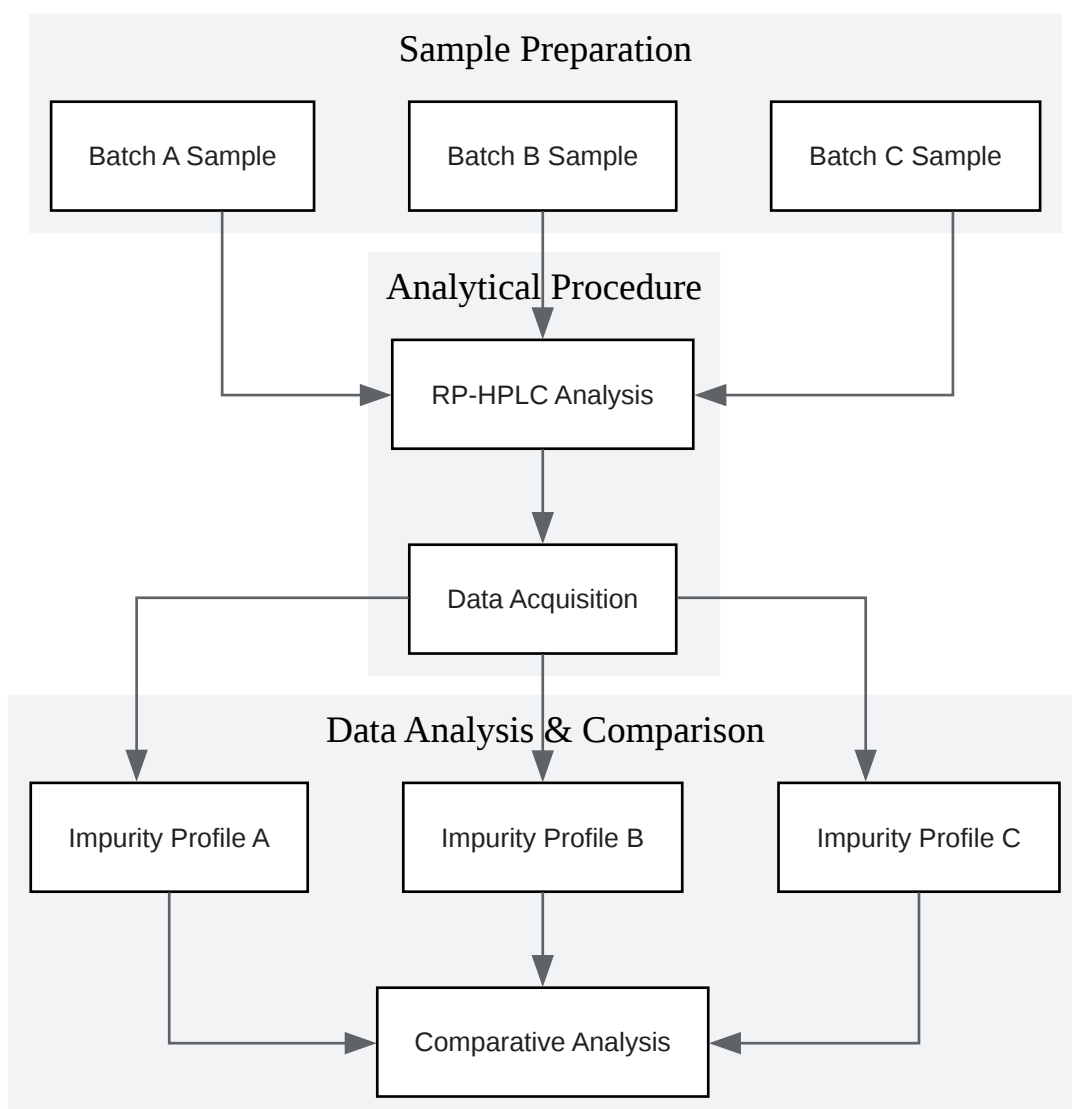 Sample Preparation
Batch A Sample
Batch B Sample
Batch C Sample
Analytical Procedure
RP-HPLC Analysis
Data Acquisition
Data Analysis & Comparison
Impurity Profile A
Impurity Profile B
Impurity Profile C
Comparative Analysis